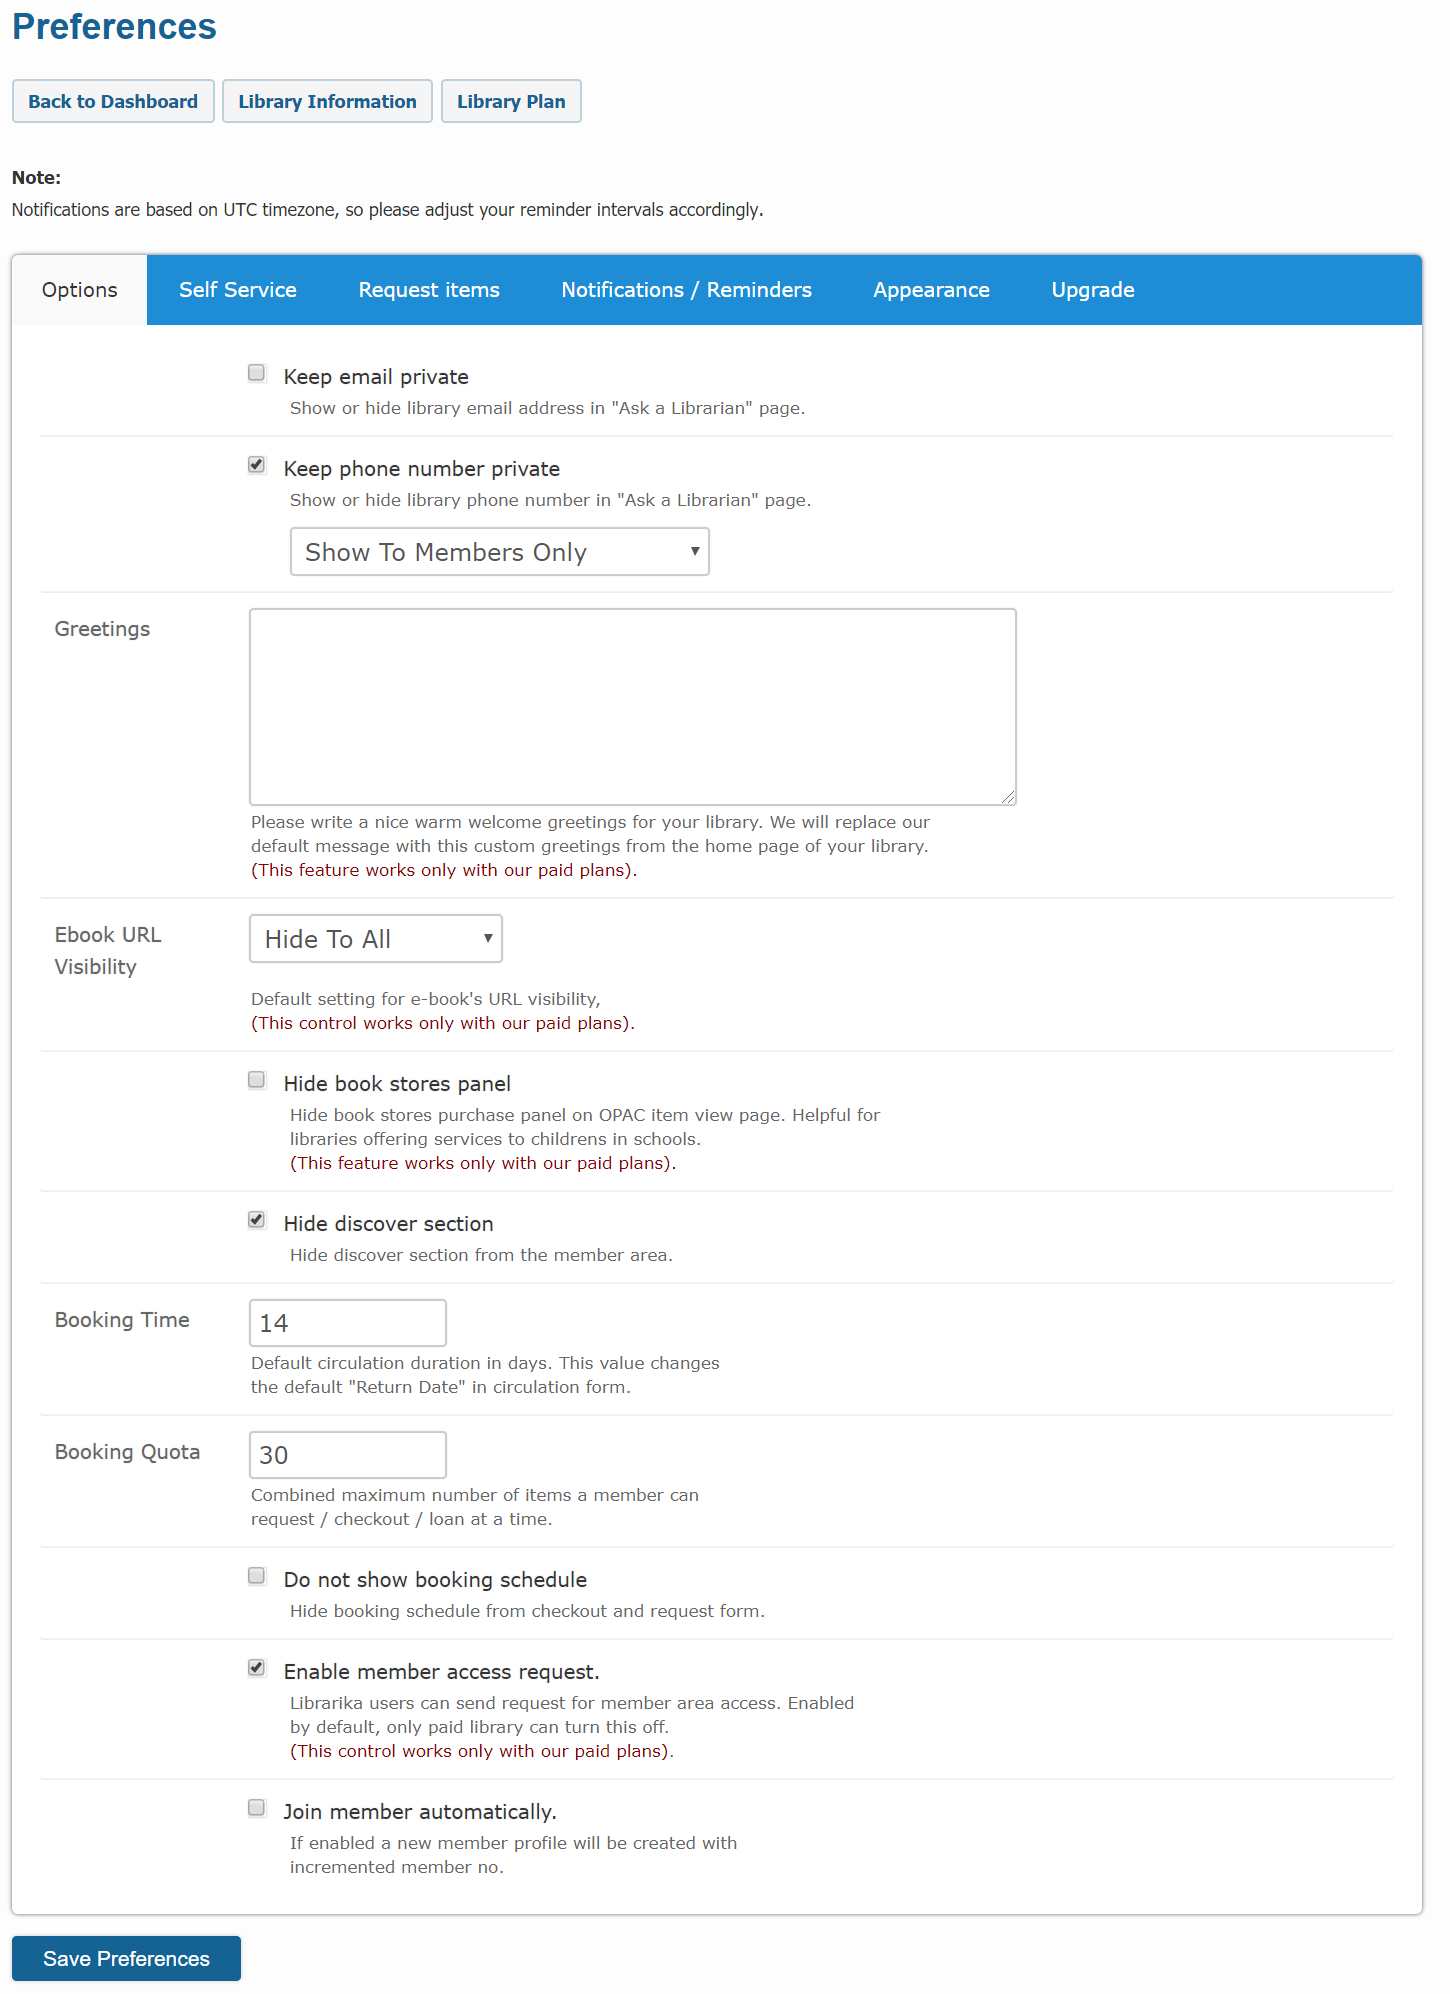 Preferences
Back to Dashboard Library Information Library Plan
Note:
Notifications are based on UTC timezone, so please adjust your reminder intervals accordingly.
Options Self Service Request items Notifications / Reminders Appearance Upgrade
Keep email private
Show or hide library email address in "Ask a Librarian" page.
Keep phone number private
Show or hide library phone number in "Ask a Librarian" page.
Show To Members Only
Greetings
Please write a nice warm welcome greetings for your library. We will replace our
default message with this custom greetings from the home page of your library.
(This feature works only with our paid plans).
Ebook URL
Visibility
Hide To All
Default setting for e-book's URL visibility,
(This control works only with our paid plans).
Hide book stores panel
Hide book stores purchase panel on OPAC item view page. Helpful for
libraries offering services to childrens in schools.
(This feature works only with our paid plans).
Hide discover section
Hide discover section from the member area.
Booking Time
14
Default circulation duration in days. This value changes
the default "Return Date" in circulation form.
Booking Quota
30
Combined maximum number of items a member can
request / checkout / loan at a time.
Do not show booking schedule
Hide booking schedule from checkout and request form.
Enable member access request.
Librarika users can send request for member area access. Enabled
by default, only paid library can turn this off.
(This control works only with our paid plans).
Join member automatically.
If enabled a new member profile will be created with
incremented member no.
Save Preferences